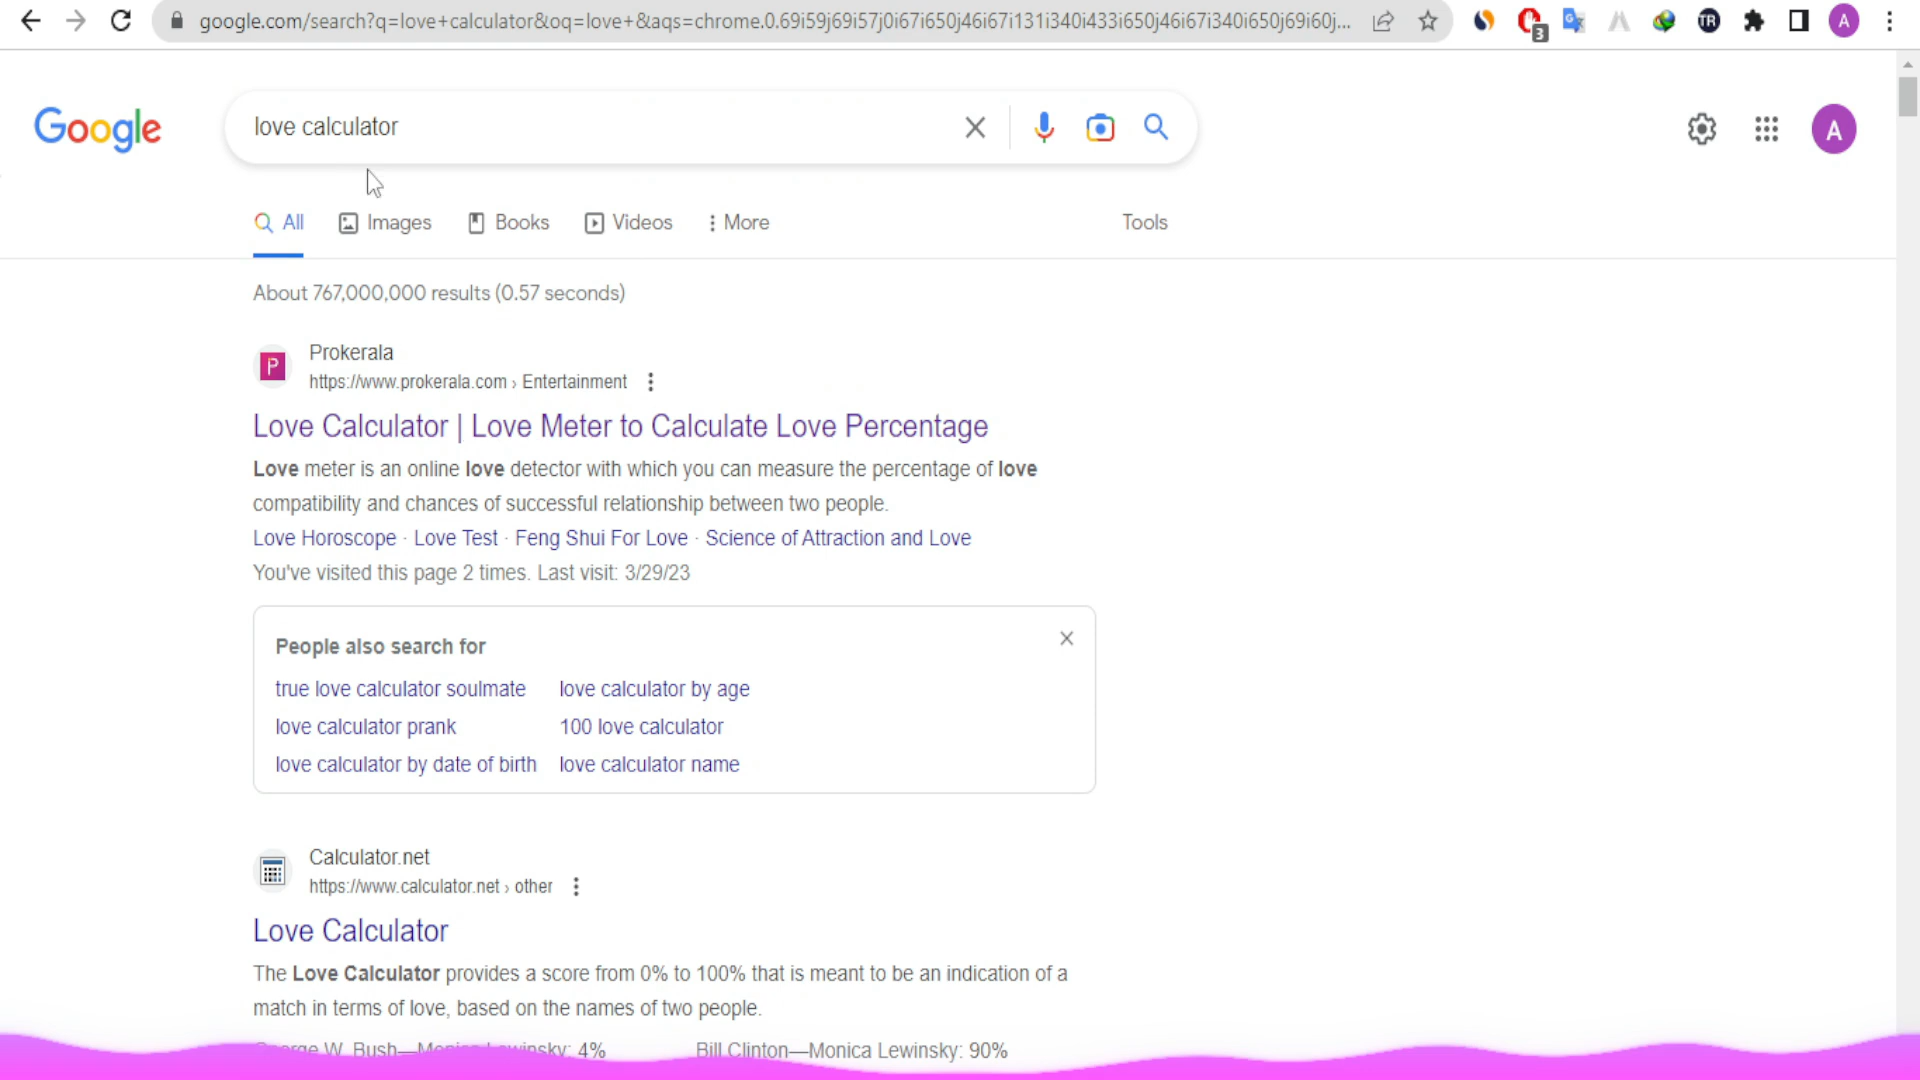 google.com/search?q=love+calculator&oq=love+&aqs=chrome.0.69i59j69i57j0i67i650j46i67i131i340i433i650j46i67i340i650j69i60j...
3
TR
A
Google
love calculator
A
All
Images
Books
Videos
More
Tools
About 767,000,000 results (0.57 seconds)
P
Prokerala
https://www.prokerala.com › Entertainment
Love Calculator | Love Meter to Calculate Love Percentage
Love meter is an online love detector with which you can measure the percentage of love
compatibility and chances of successful relationship between two people.
Love Horoscope · Love Test · Feng Shui For Love · Science of Attraction and Love
You've visited this page 2 times. Last visit: 3/29/23
People also search for
true love calculator soulmate
love calculator by age
love calculator prank
100 love calculator
love calculator by date of birth
love calculator name
Calculator.net
https://www.calculator.net › other
Love Calculator
The Love Calculator provides a score from 0% to 100% that is meant to be an indication of a
match in terms of love, based on the names of two people.
W. Bush—Monica Lewinsky: 4%
Bill Clinton—Monica Lewinsky: 90%